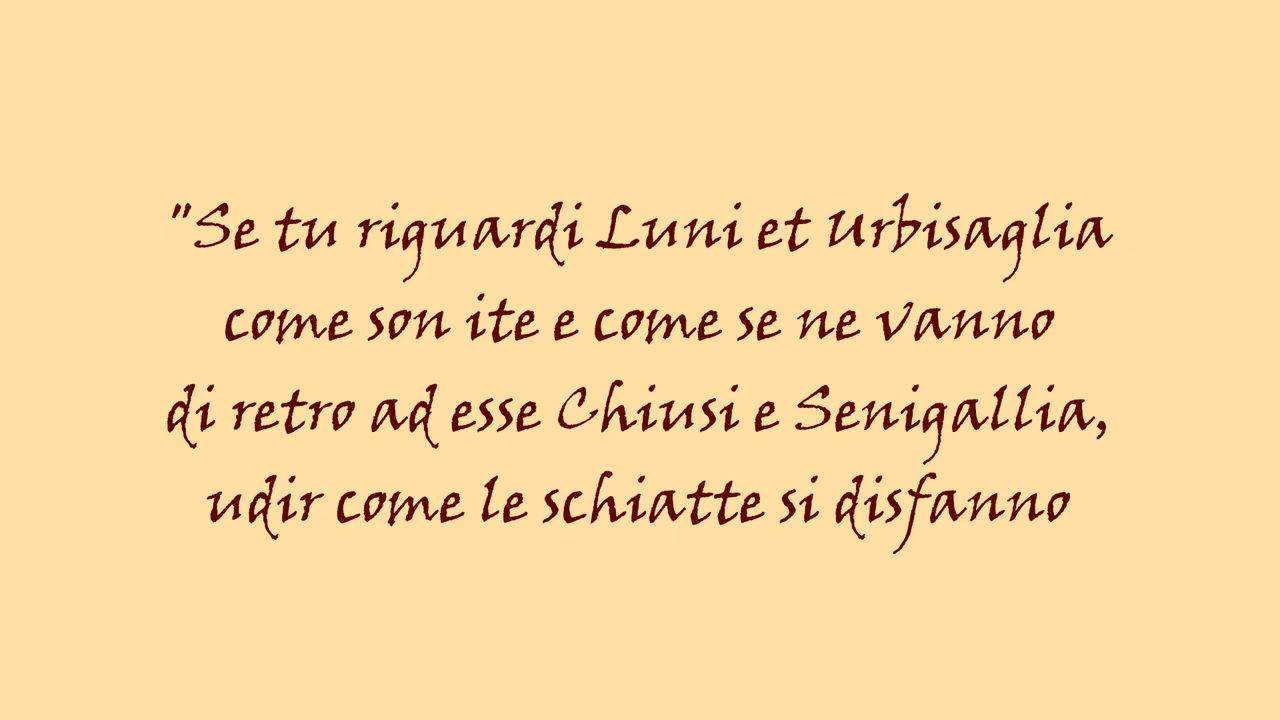 "Se tu riguardi Luni et Urbisaglia
come son ite e come se ne vanno
di retro ad esse Chiusi e Senigallia,
udir come le schiatte si disfanno